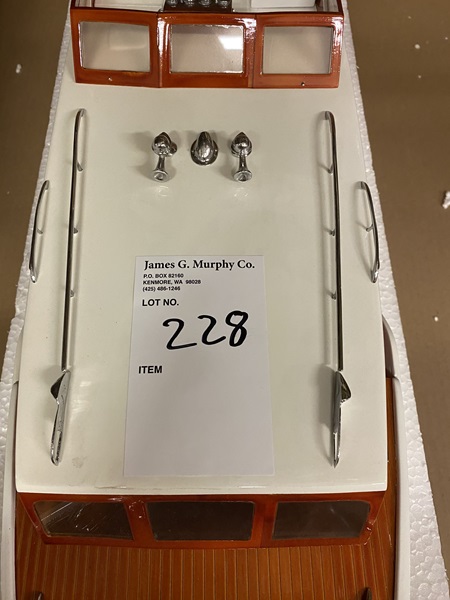 James G. Murphy Co.
P.O. BOX 82160
KENMORE, WA 98028
(425) 486-1246
LOT NO.
228
ITEM